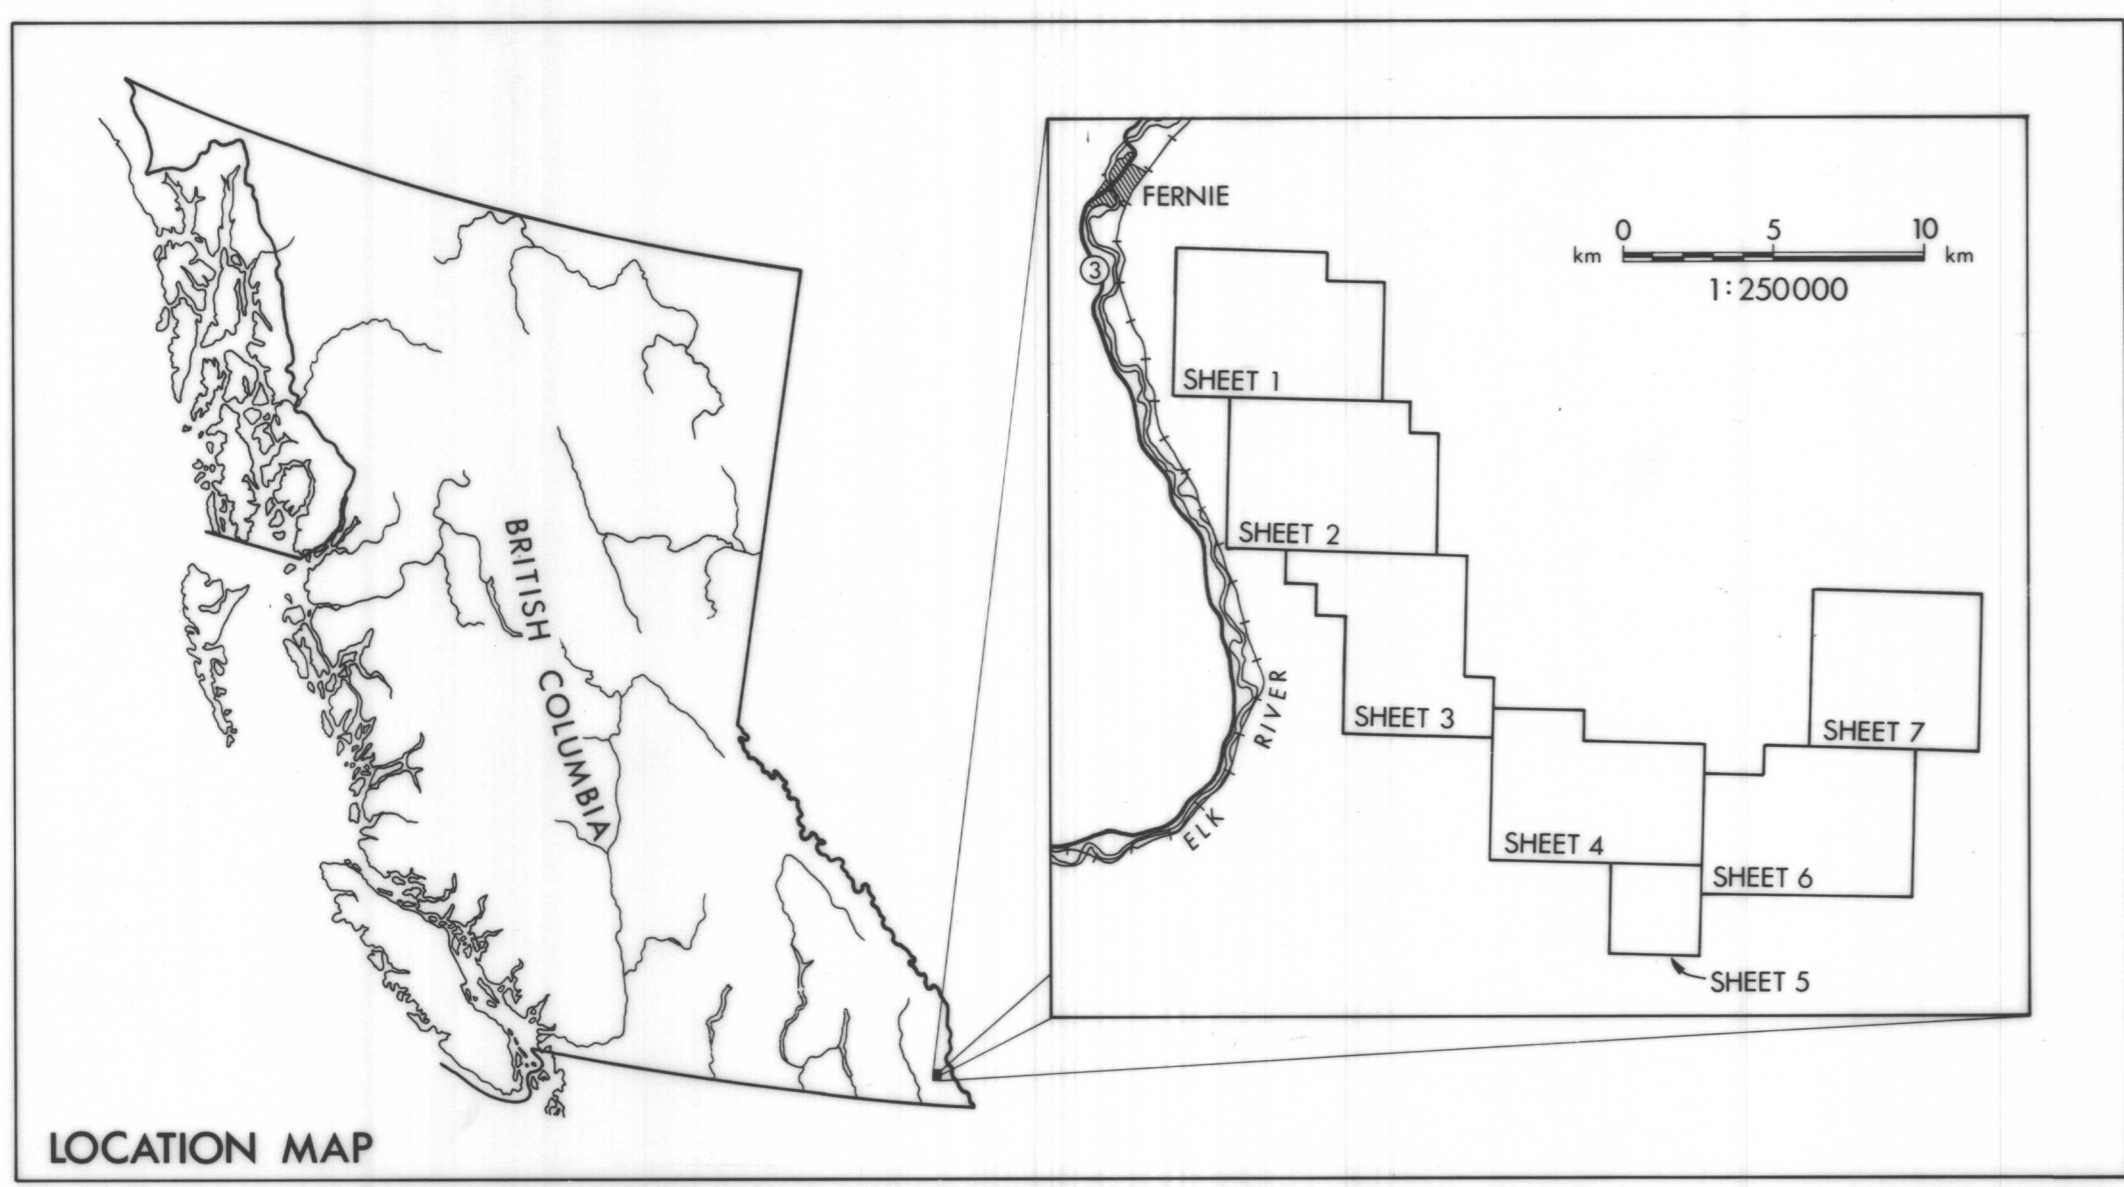 BRITISH COLUMBIA
FERNIE
3
0 5 10
km km
1:250000
SHEET 1
SHEET 2
SHEET 3
SHEET 4
SHEET 5
SHEET 6
SHEET 7
ELK RIVER
LOCATION MAP